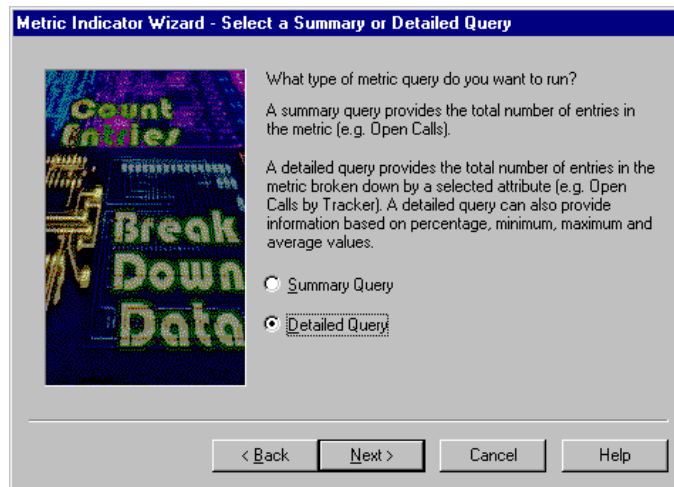 Metric Indicator Wizard - Select a Summary or Detailed Query
Count
Entries
Break
Down
Data
What type of metric query do you want to run?
A summary query provides the total number of entries in
the metric (e.g. Open Calls).
A detailed query provides the total number of entries in the
metric broken down by a selected attribute (e.g. Open
Calls by Tracker). A detailed query can also provide
information based on percentage, minimum, maximum and
average values.
Summary Query
Detailed Query
< Back
Next >
Cancel
Help